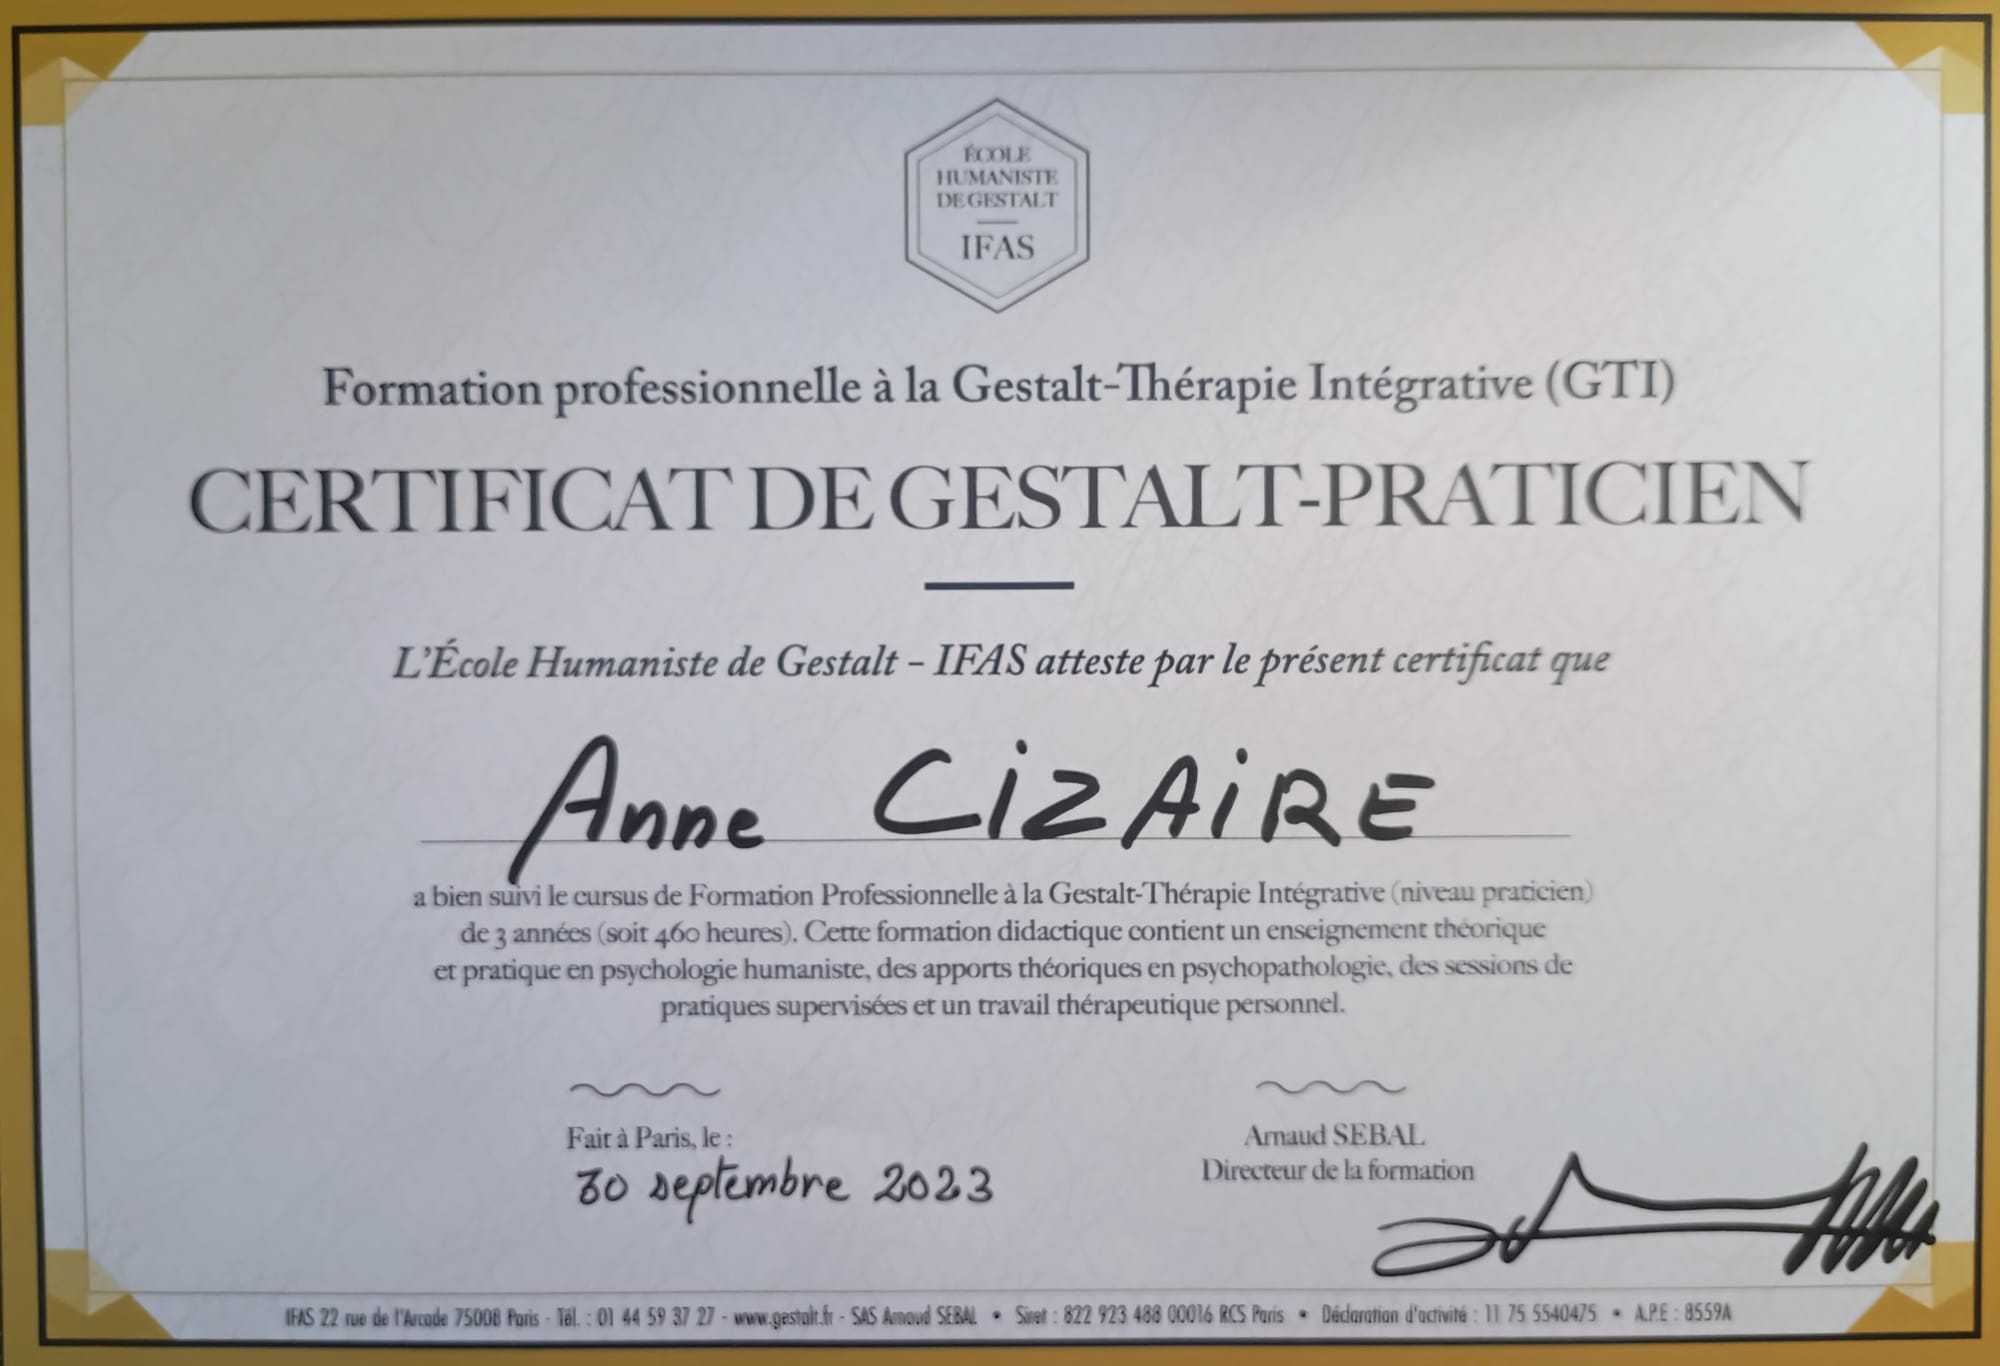 ÉCOLE
HUMANISTE
DE GESTALT
IFAS
Formation professionnelle à la Gestalt-Thérapie Intégrative (GTI)
CERTIFICAT DE GESTALT-PRATICIEN
L'École Humaniste de Gestalt – IFAS atteste par le présent certificat que
Anne CiZAiRE
a bien suivi le cursus de Formation Professionnelle à la Gestalt-Thérapie Intégrative (niveau praticien)
de 3 années (soit 460 heures). Cette formation didactique contient un enseignement théorique
et pratique en psychologie humaniste, des apports théoriques en psychopathologie, des sessions de
pratiques supervisées et un travail thérapeutique personnel.
Fait à Paris, le :
30 septembre 2023
Arnaud SEBAL
Directeur de la formation
IFAS 22 rue de l'Arcade 75008 Paris - Tél. : 01 44 59 37 27 - www.gestalt.fr - SAS Arnaud SEBAL • Siret : 822 923 488 00016 RCS Paris • Déclaration d'activité : 11 75 5540475 • A.P.E : 8559A